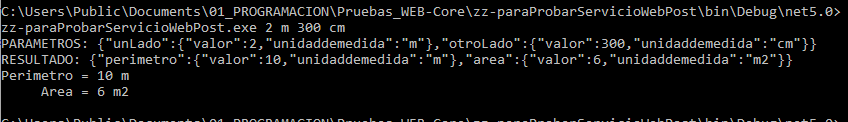 C:\Users\Public\Documents\01_PROGRAMACION\Pruebas_WEB-Core\zz-paraProbarServicioWebPost\bin\Debug\net5.0>
zz-paraProbarServicioWebPost.exe 2 m 300 cm
PARAMETROS: {"unLado":{"valor":2,"unidaddemedida":"m"},"otroLado":{"valor":300,"unidaddemedida":"cm"}}
RESULTADO: {"perimetro":{"valor":10,"unidaddemedida":"m"},"area":{"valor":6,"unidaddemedida":"m2"}}
Perimetro = 10 m
Area = 6 m2
C:\Users\Public\Documents\01_PROGRAMACION\Pruebas_WEB-Core\zz-paraProbarServicioWebPost\bin\Debug\net5.0>